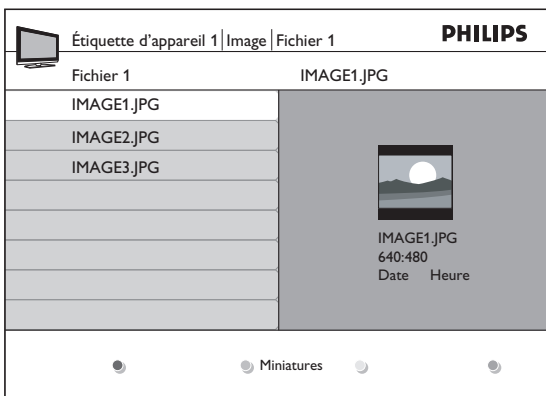 Étiquette d'appareil 1 Image Fichier 1 PHILIPS
Fichier 1 IMAGE1.JPG
IMAGE1.JPG
IMAGE2.JPG
IMAGE3.JPG
IMAGE1.JPG
640:480
Date Heure
Miniatures